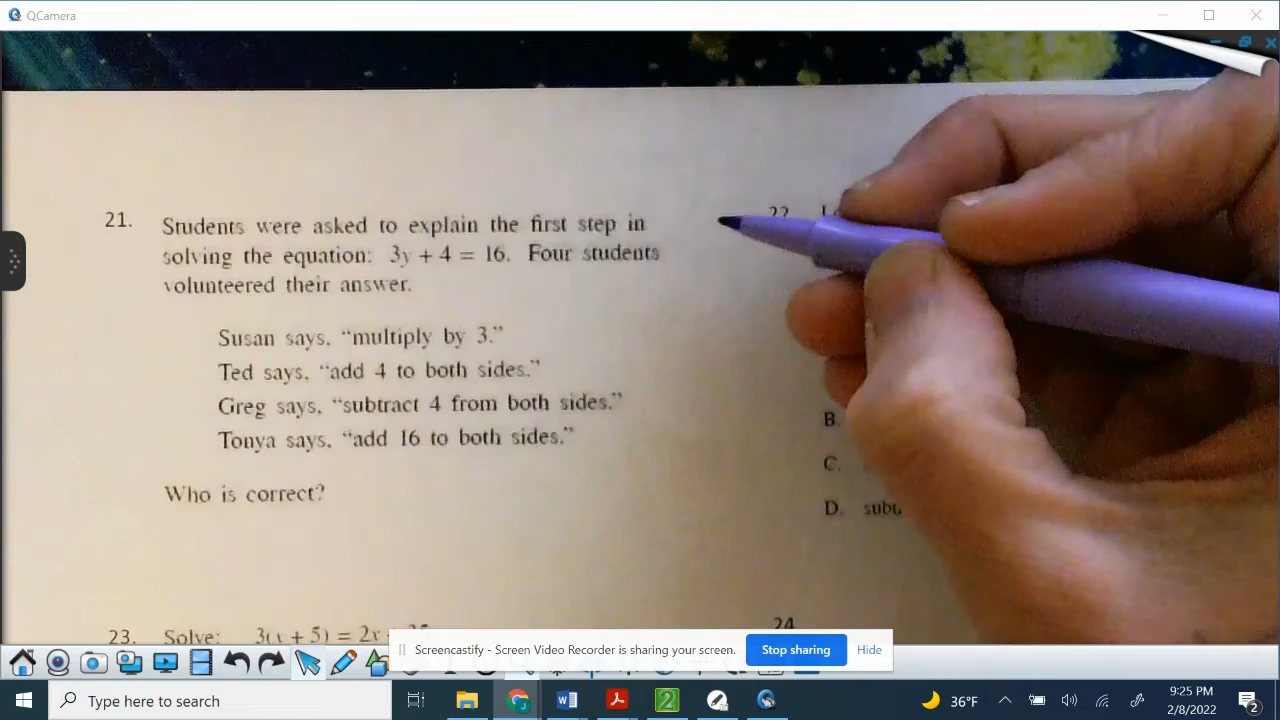 QCamera
21. Students were asked to explain the first step in
solving the equation: 3y + 4 = 16. Four students
volunteered their answer.
Susan says, “multiply by 3.”
Ted says, “add 4 to both sides.”
Greg says, “subtract 4 from both sides.”
Tonya says, “add 16 to both sides.”
Who is correct?
22
B.
C.
D.
23. Solve: 3(x + 5) = 2x
24
Screencastify - Screen Video Recorder is sharing your screen.
Stop sharing
Hide
Type here to search
36°F
9:25 PM
2/8/2022
2